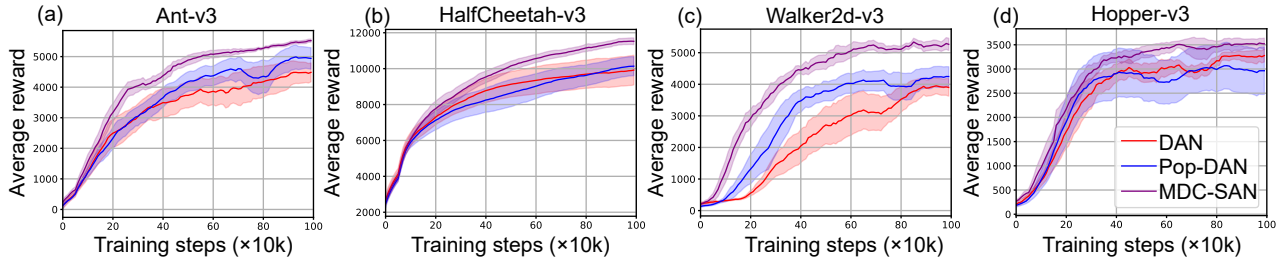 (a) Ant-v3
Average reward
5000
4000
3000
2000
1000
0
0 20 40 60 80 100
Training steps (×10k)
(b) HalfCheetah-v3
Average reward
12000
10000
8000
6000
4000
2000
0 20 40 60 80 100
Training steps (×10k)
(c) Walker2d-v3
Average reward
5000
4000
3000
2000
1000
0
0 20 40 60 80 100
Training steps (×10k)
(d) Hopper-v3
Average reward
3500
3000
2500
2000
1500
1000
500
0
0 20 40 60 80 100
Training steps (×10k)
DAN
Pop-DAN
MDC-SAN